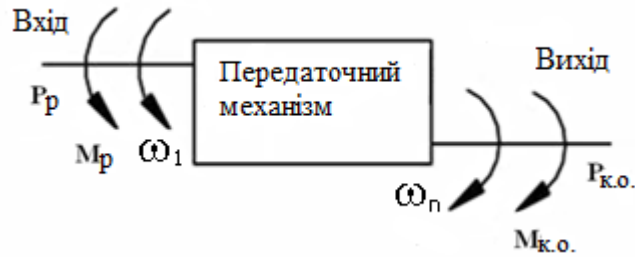 Вхід
Pр
Mр
ω1
Передаточний
механізм
Вихід
ωn
Pк.о.
Mк.о.